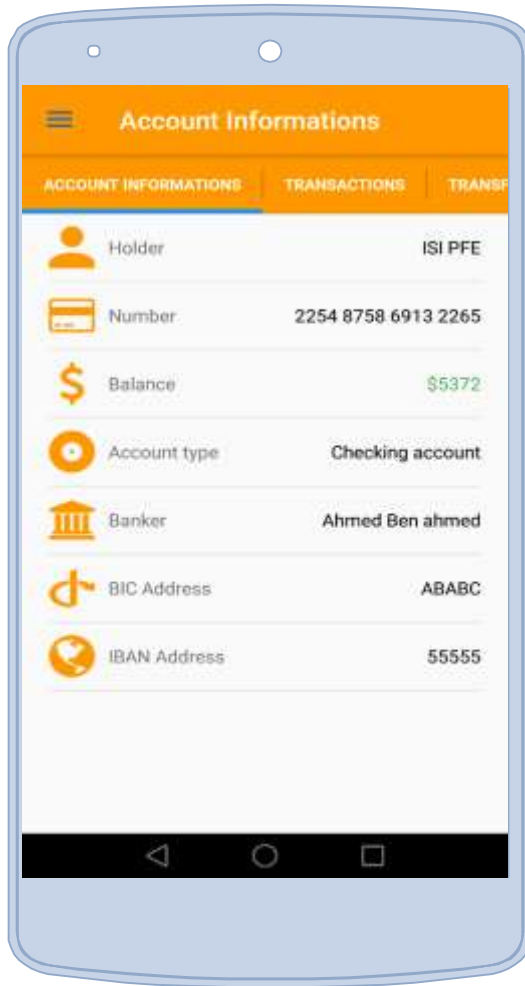 Account Informations
ACCOUNT INFORMATIONS TRANSACTIONS TRANSF
Holder ISI PFE
Number 2254 8758 6913 2265
Balance $5372
Account type Checking account
Banker Ahmed Ben ahmed
BIC Address ABABC
IBAN Address 55555